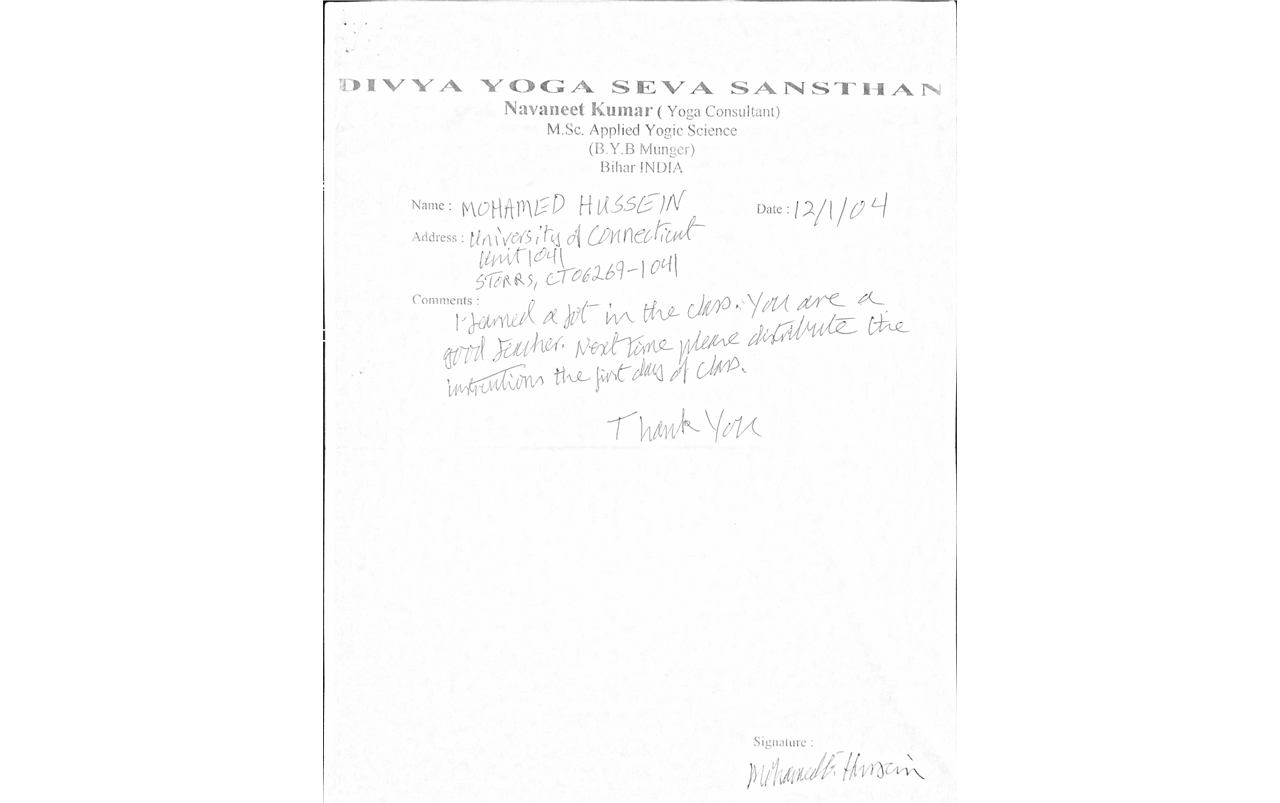 DIVYA YOGA SEVA SANSTHAN
Navaneet Kumar ( Yoga Consultant)
M.Sc. Applied Yogic Science
(B.Y.B Munger)
Bihar INDIA
Name : MOHAMED HUSSEIN Date : 12/1/04
Address : University of Connecticut
Unit 1041
STORRS, CT 06269-1041
Comments :
I learned a lot in the class. You are a
good teacher. Next time please distribute the
instructions the first day of class.
Thank You
Signature :
Mohamed G. Hussein